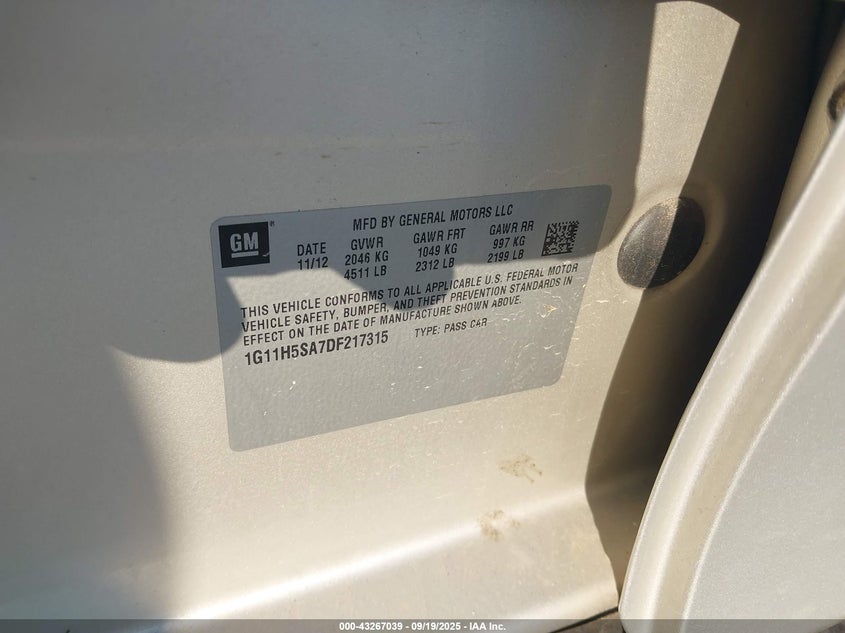 MFD BY GENERAL MOTORS LLC
GM®
DATE GVWR GAWR FRT GAWR RR
11/12 2046 KG 1049 KG 997 KG
4511 LB 2312 LB 2199 LB
THIS VEHICLE CONFORMS TO ALL APPLICABLE U.S. FEDERAL MOTOR
VEHICLE SAFETY, BUMPER, AND THEFT PREVENTION STANDARDS IN
EFFECT ON THE DATE OF MANUFACTURE SHOWN ABOVE.
1G11H5SA7DF217315 TYPE: PASS CAR
000-43267039 - 09/19/2025 - IAA Inc.